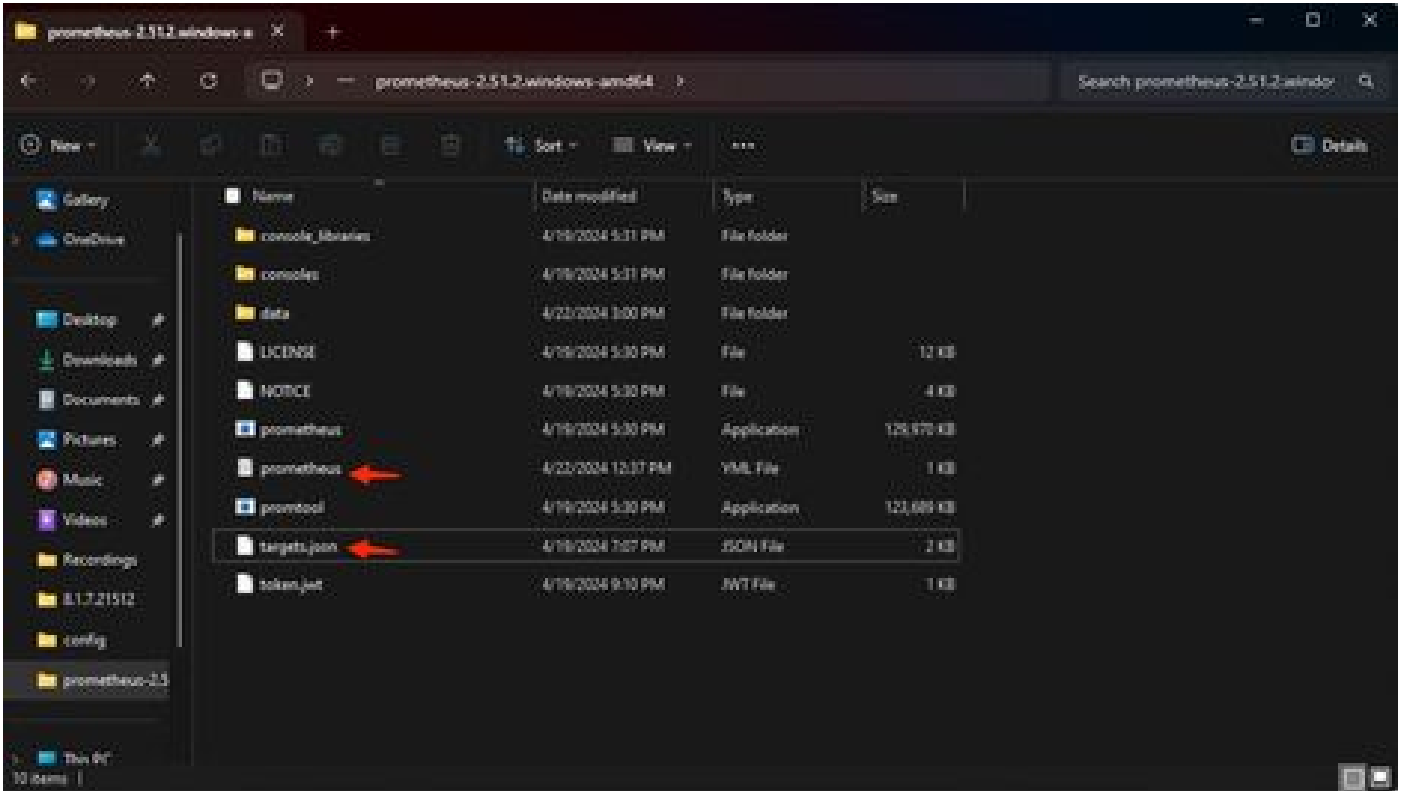 prometheus-2.51.2.windows-a
prometheus-2.51.2.windows-amd64
Search prometheus-2.51.2.window
New
Sort
View
Details
Name Date modified Type Size
Gallery
OneDrive
Desktop
Downloads
Documents
Pictures
Music
Videos
Recordings
8.1.7.21512
config
prometheus-2.5
This PC
console_libraries 4/19/2024 5:31 PM File folder
consoles 4/19/2024 5:31 PM File folder
data 4/22/2024 3:00 PM File folder
LICENSE 4/19/2024 5:30 PM File 12 KB
NOTICE 4/19/2024 5:30 PM File 4 KB
prometheus 4/19/2024 5:30 PM Application 129,970 KB
prometheus 4/22/2024 12:37 PM YML File 1 KB
promtool 4/19/2024 5:30 PM Application 123,689 KB
targets.json 4/19/2024 7:07 PM JSON File 2 KB
token.jwt 4/19/2024 9:10 PM JWT File 1 KB
10 items